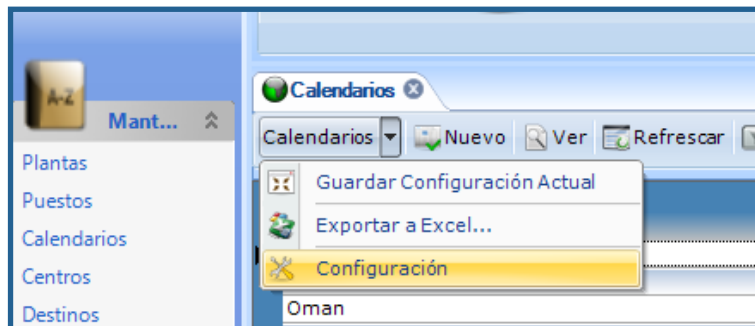 Calendarios
A-Z
Mant...
Calendarios Nuevo Ver Refrescar
Plantas
Puestos
Calendarios
Centros
Destinos
Guardar Configuración Actual
Exportar a Excel...
Configuración
Oman